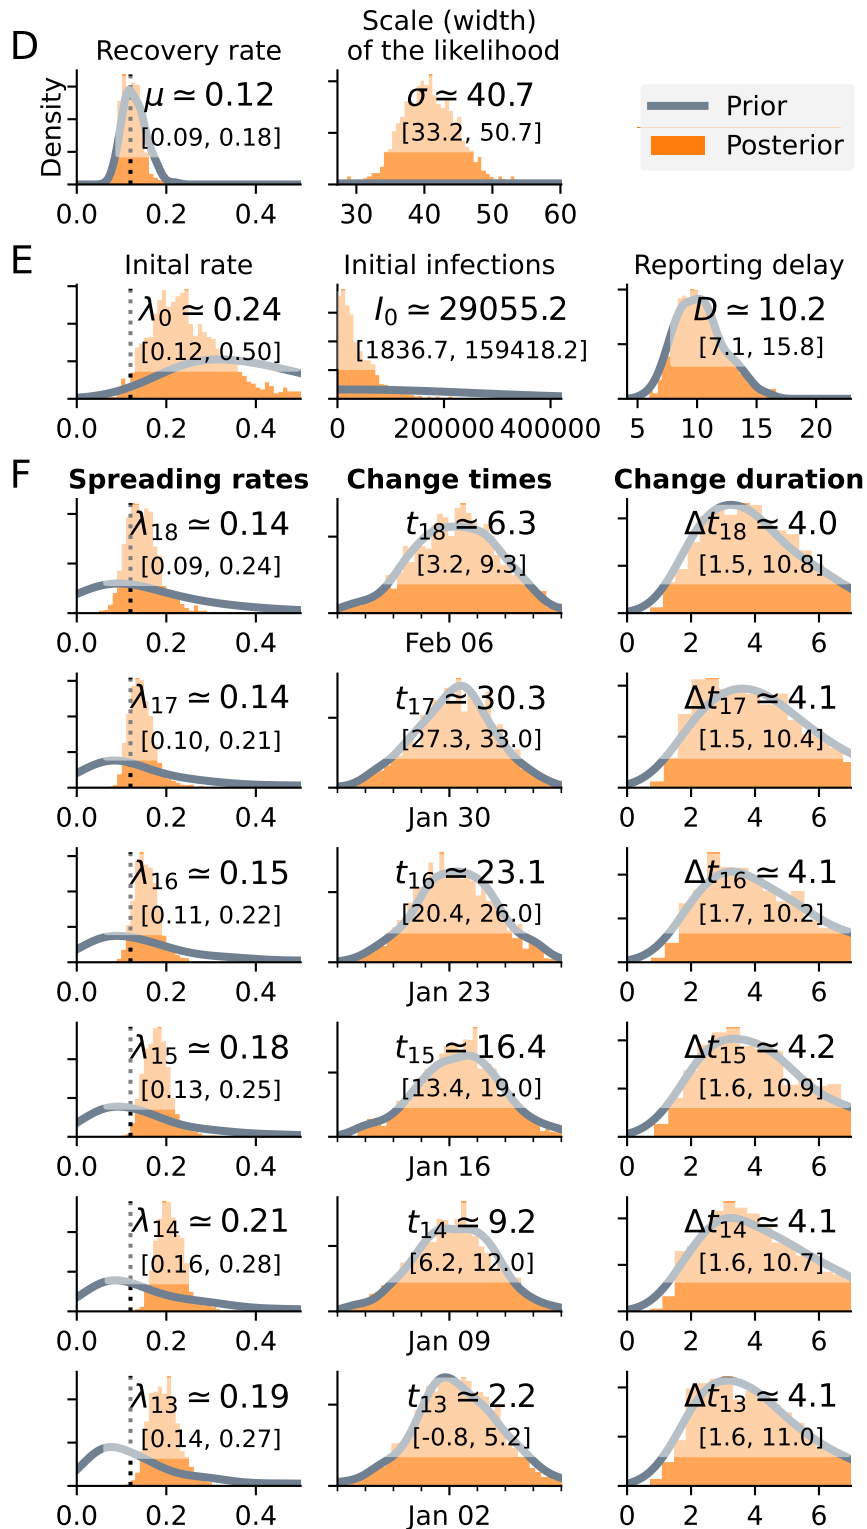 D
Recovery rate
Scale (width)
of the likelihood
Density
μ ≃ 0.12
[0.09, 0.18]
0.0 0.2 0.4
σ ≃ 40.7
[33.2, 50.7]
30 40 50 60
Prior
Posterior
E
Inital rate
Initial infections
Reporting delay
λ₀ ≃ 0.24
[0.12, 0.50]
0.0 0.2 0.4
I₀ ≃ 29055.2
[1836.7, 159418.2]
0 200000 400000
D ≃ 10.2
[7.1, 15.8]
5 10 15 20
F
Spreading rates
Change times
Change duration
λ₁₈ ≃ 0.14
[0.09, 0.24]
0.0 0.2 0.4
t₁₈ ≃ 6.3
[3.2, 9.3]
Feb 06
Δt₁₈ ≃ 4.0
[1.5, 10.8]
0 2 4 6
λ₁₇ ≃ 0.14
[0.10, 0.21]
0.0 0.2 0.4
t₁₇ ≃ 30.3
[27.3, 33.0]
Jan 30
Δt₁₇ ≃ 4.1
[1.5, 10.4]
0 2 4 6
λ₁₆ ≃ 0.15
[0.11, 0.22]
0.0 0.2 0.4
t₁₆ ≃ 23.1
[20.4, 26.0]
Jan 23
Δt₁₆ ≃ 4.1
[1.7, 10.2]
0 2 4 6
λ₁₅ ≃ 0.18
[0.13, 0.25]
0.0 0.2 0.4
t₁₅ ≃ 16.4
[13.4, 19.0]
Jan 16
Δt₁₅ ≃ 4.2
[1.6, 10.9]
0 2 4 6
λ₁₄ ≃ 0.21
[0.16, 0.28]
0.0 0.2 0.4
t₁₄ ≃ 9.2
[6.2, 12.0]
Jan 09
Δt₁₄ ≃ 4.1
[1.6, 10.7]
0 2 4 6
λ₁₃ ≃ 0.19
[0.14, 0.27]
0.0 0.2 0.4
t₁₃ ≃ 2.2
[-0.8, 5.2]
Jan 02
Δt₁₃ ≃ 4.1
[1.6, 11.0]
0 2 4 6